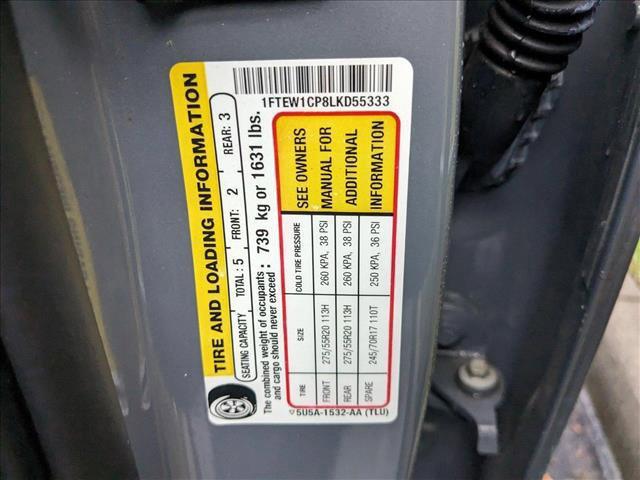 1FTEW1CP8LKD55333
TIRE AND LOADING INFORMATION
SEATING CAPACITY TOTAL: 5 FRONT: 2 REAR: 3
The combined weight of occupants and cargo should never exceed: 739 kg or 1631 lbs.
TIRE SIZE COLD TIRE PRESSURE
FRONT 275/55R20 113H 260 KPA, 38 PSI
REAR 275/55R20 113H 260 KPA, 38 PSI
SPARE 245/70R17 110T 250 KPA, 36 PSI
SEE OWNERS
MANUAL FOR
ADDITIONAL
INFORMATION
5U5A-1532-AA (TLU)